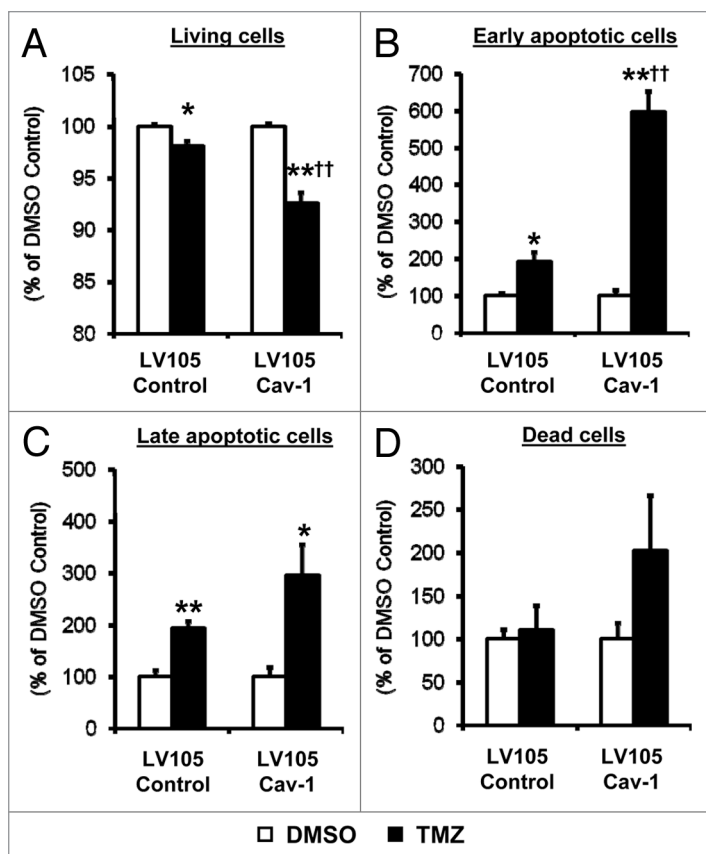 A
Living cells
(% of DMSO Control)
105
100
95
90
85
80
*
**††
LV105
Control
LV105
Cav-1
B
Early apoptotic cells
(% of DMSO Control)
700
600
500
400
300
200
100
0
*
**††
LV105
Control
LV105
Cav-1
C
Late apoptotic cells
(% of DMSO Control)
500
400
300
200
100
0
**
*
LV105
Control
LV105
Cav-1
D
Dead cells
(% of DMSO Control)
300
250
200
150
100
50
0
LV105
Control
LV105
Cav-1
DMSO TMZ